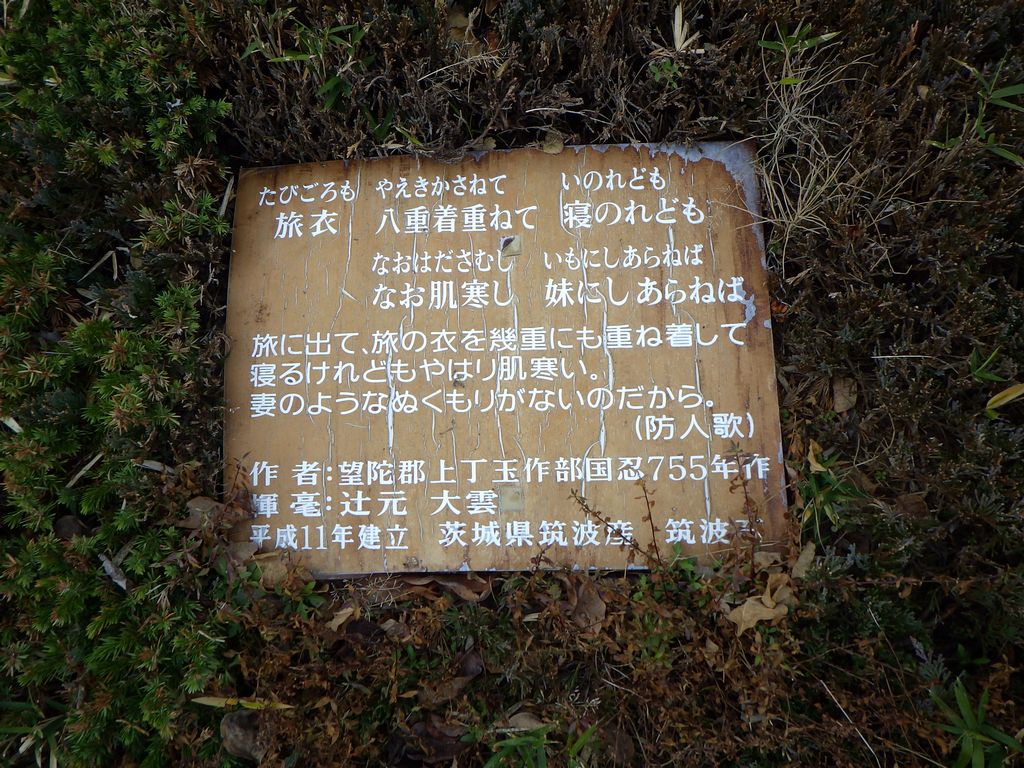 たびごろも やえきかさねて いのれども
旅衣 八重着重ねて 寝のれども
なおはださむし いもにしあらねば
なお肌寒し 妹にしあらねば
旅に出て、旅の衣を幾重にも重ね着して
寝るけれどもやはり肌寒い。
妻のようなぬくもりがないのだから。
(防人歌)
作者:望陀郡上丁玉作部国忍755年作
揮毫:辻元 大雲
平成11年建立 茨城県筑波産 筑波